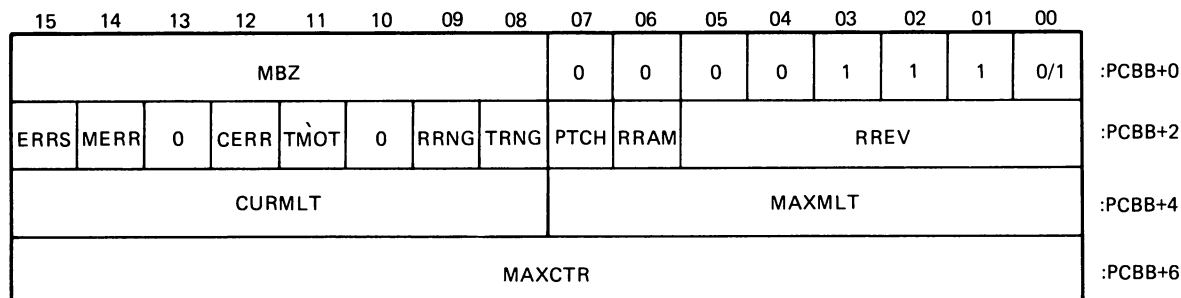 15 14 13 12 11 10 09 08 07 06 05 04 03 02 01 00
MBZ 0 0 0 0 1 1 1 0/1 :PCBB+0
ERRS MERR 0 CERR TMOT 0 RRNG TRNG PTCH RRAM RREV :PCBB+2
CURMLT MAXMLT :PCBB+4
MAXCTR :PCBB+6